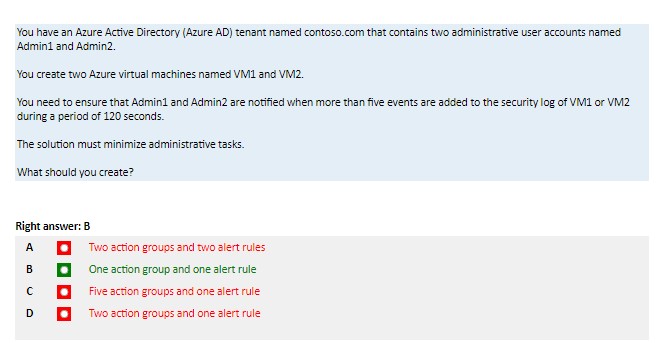 You have an Azure Active Directory (Azure AD) tenant named contoso.com that contains two administrative user accounts named
Admin1 and Admin2.
You create two Azure virtual machines named VM1 and VM2.
You need to ensure that Admin1 and Admin2 are notified when more than five events are added to the security log of VM1 or VM2
during a period of 120 seconds.
The solution must minimize administrative tasks.
What should you create?
Right answer: B
A Two action groups and two alert rules
B One action group and one alert rule
C Five action groups and one alert rule
D Two action groups and one alert rule